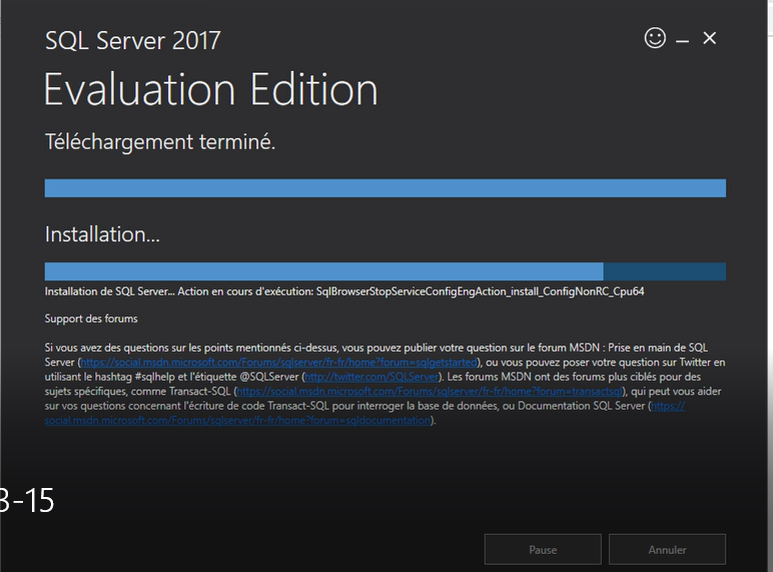 SQL Server 2017
Evaluation Edition
Téléchargement terminé.
Installation...
Installation de SQL Server... Action en cours d'exécution: SqlBrowserStopServiceConfigEngAction_install_ConfigNonRC_Cpu64
Support des forums
Si vous avez des questions sur les points mentionnés ci-dessus, vous pouvez publier votre question sur le forum MSDN : Prise en main de SQL
Server (https://social.msdn.microsoft.com/Forums/sqlserver/fr-fr/home?forum=sqlgetstarted), ou vous pouvez poser votre question sur Twitter en
utilisant le hashtag #sqlhelp et l'étiquette @SQLServer (http://twitter.com/SQLServer). Les forums MSDN ont des forums plus ciblés pour des
sujets spécifiques, comme Transact-SQL (https://social.msdn.microsoft.com/Forums/sqlserver/fr-fr/home?forum=transactsql), qui peut vous aider
sur vos questions concernant l'écriture de code Transact-SQL pour interroger la base de données, ou Documentation SQL Server (https://
social.msdn.microsoft.com/Forums/sqlserver/fr-fr/home?forum=sqldocumentation).
3-15
Pause
Annuler